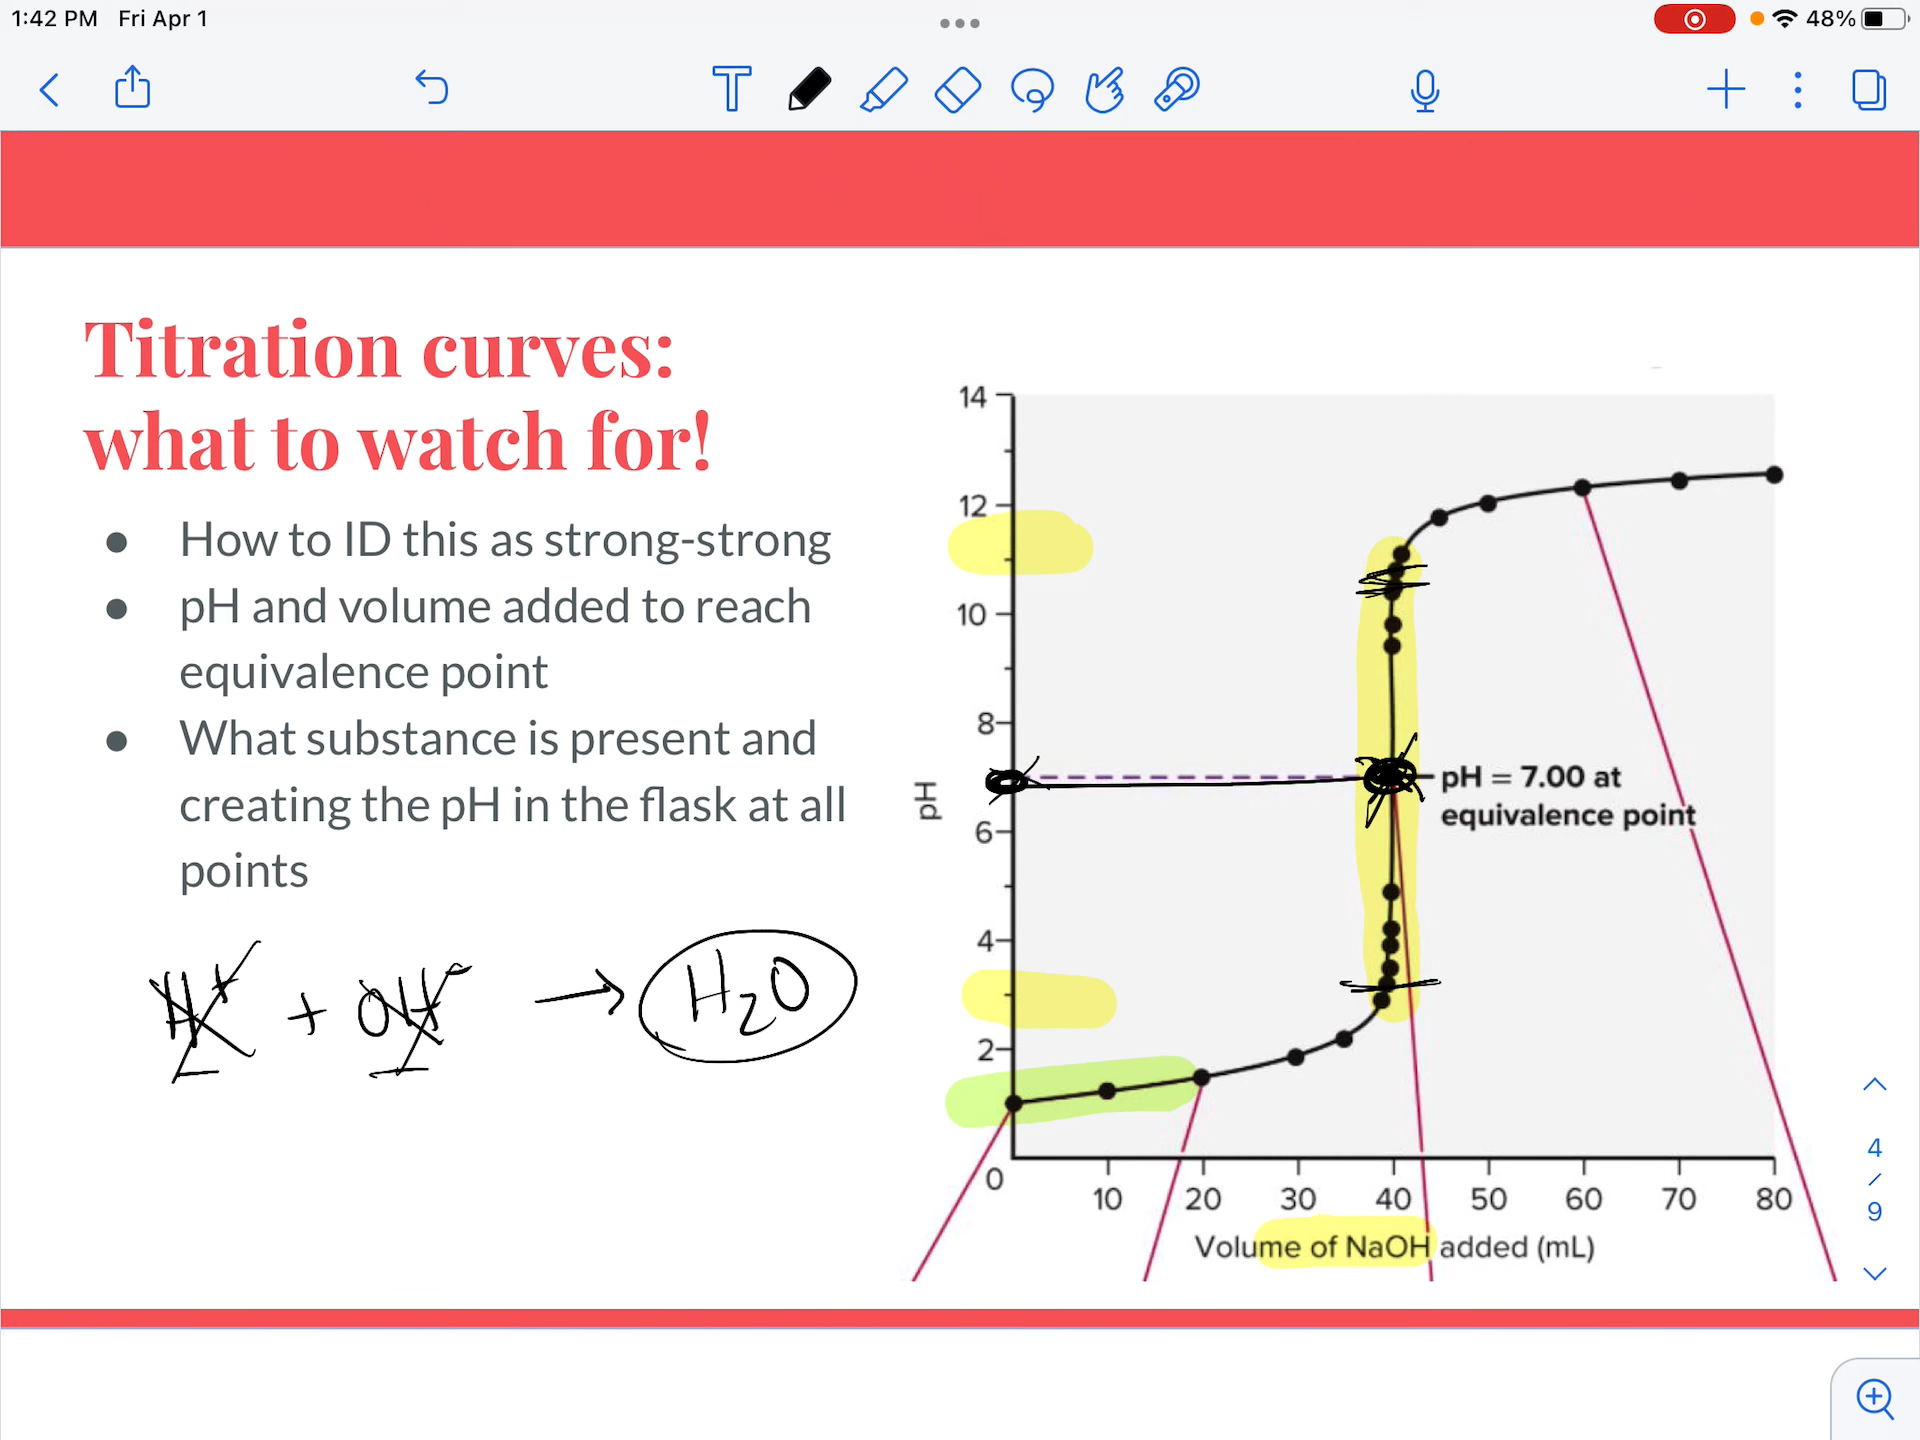 1:42 PM Fri Apr 1
48%
Titration curves:
what to watch for!
● How to ID this as strong-strong
● pH and volume added to reach
equivalence point
● What substance is present and
creating the pH in the flask at all
points
H⁺ + OH⁻ → H₂O
14
12
10
8
6
4
2
0
pH
pH = 7.00 at
equivalence point
10 20 30 40 50 60 70 80
Volume of NaOH added (mL)
4
/
9